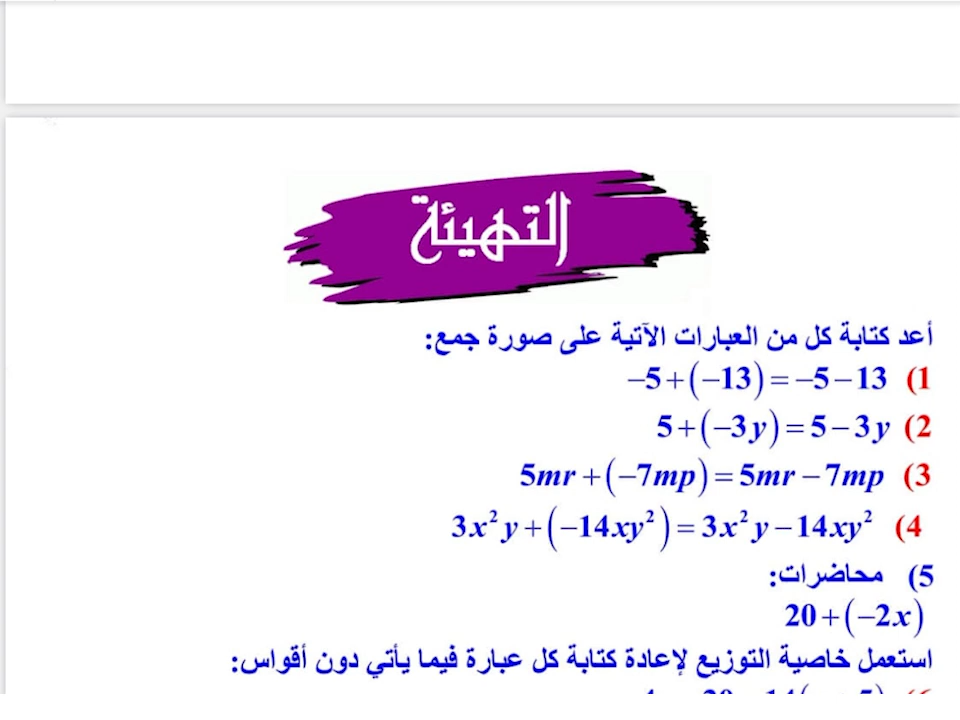 التهيئة
أعد كتابة كل من العبارات الآتية على صورة جمع:
1) −5+(−13)=−5−13
2) 5+(−3y)=5−3y
3) 5mr+(−7mp)=5mr−7mp
4) 3x²y+(−14xy²)=3x²y−14xy²
5) محاضرات:
20+(−2x)
استعمل خاصية التوزيع لإعادة كتابة كل عبارة فيما يأتي دون أقواس: